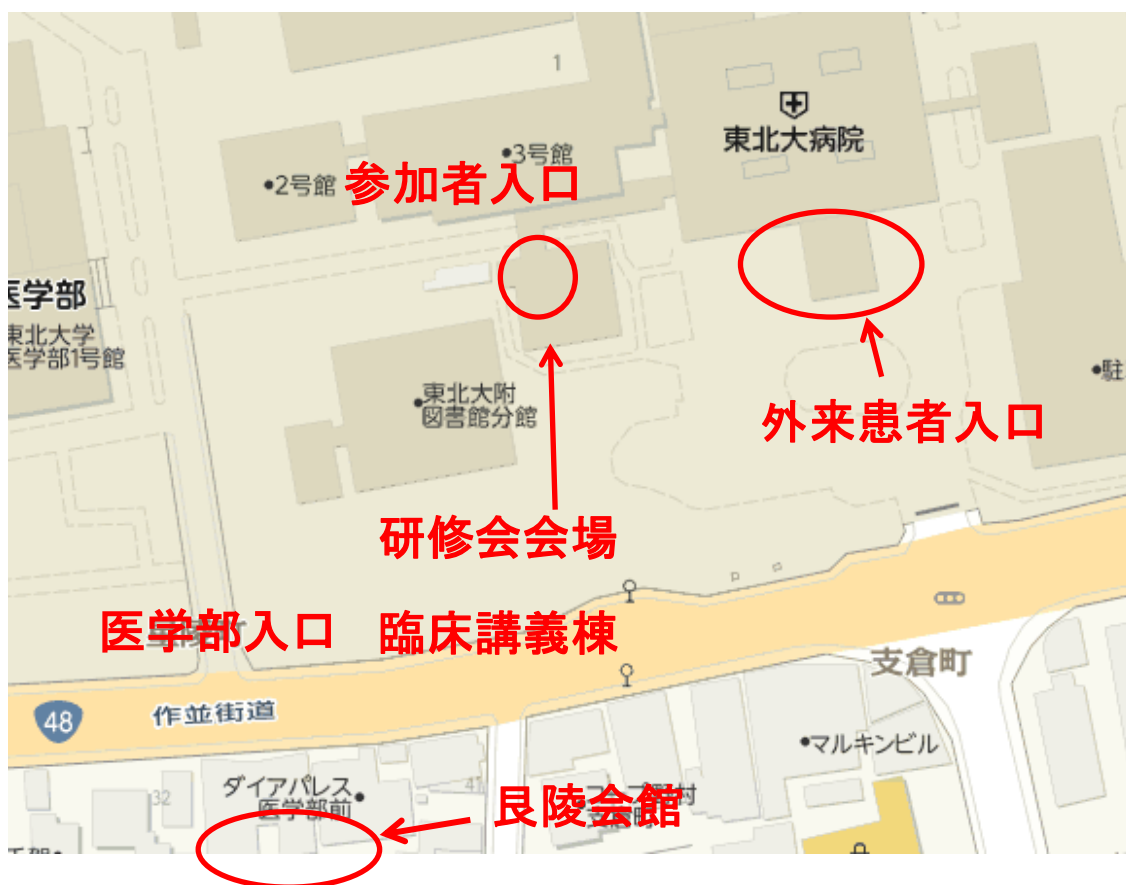 1
東北大病院
•3号館
•2号館
参加者入口
医学部
東北大学
医学部1号館
東北大附
図書館分館
•駐
外来患者入口
研修会会場
医学部入口
臨床講義棟
支倉町
48
作並街道
•マルキンビル
ダイアパレス
医学部前
32
41
艮陵会館
支倉町